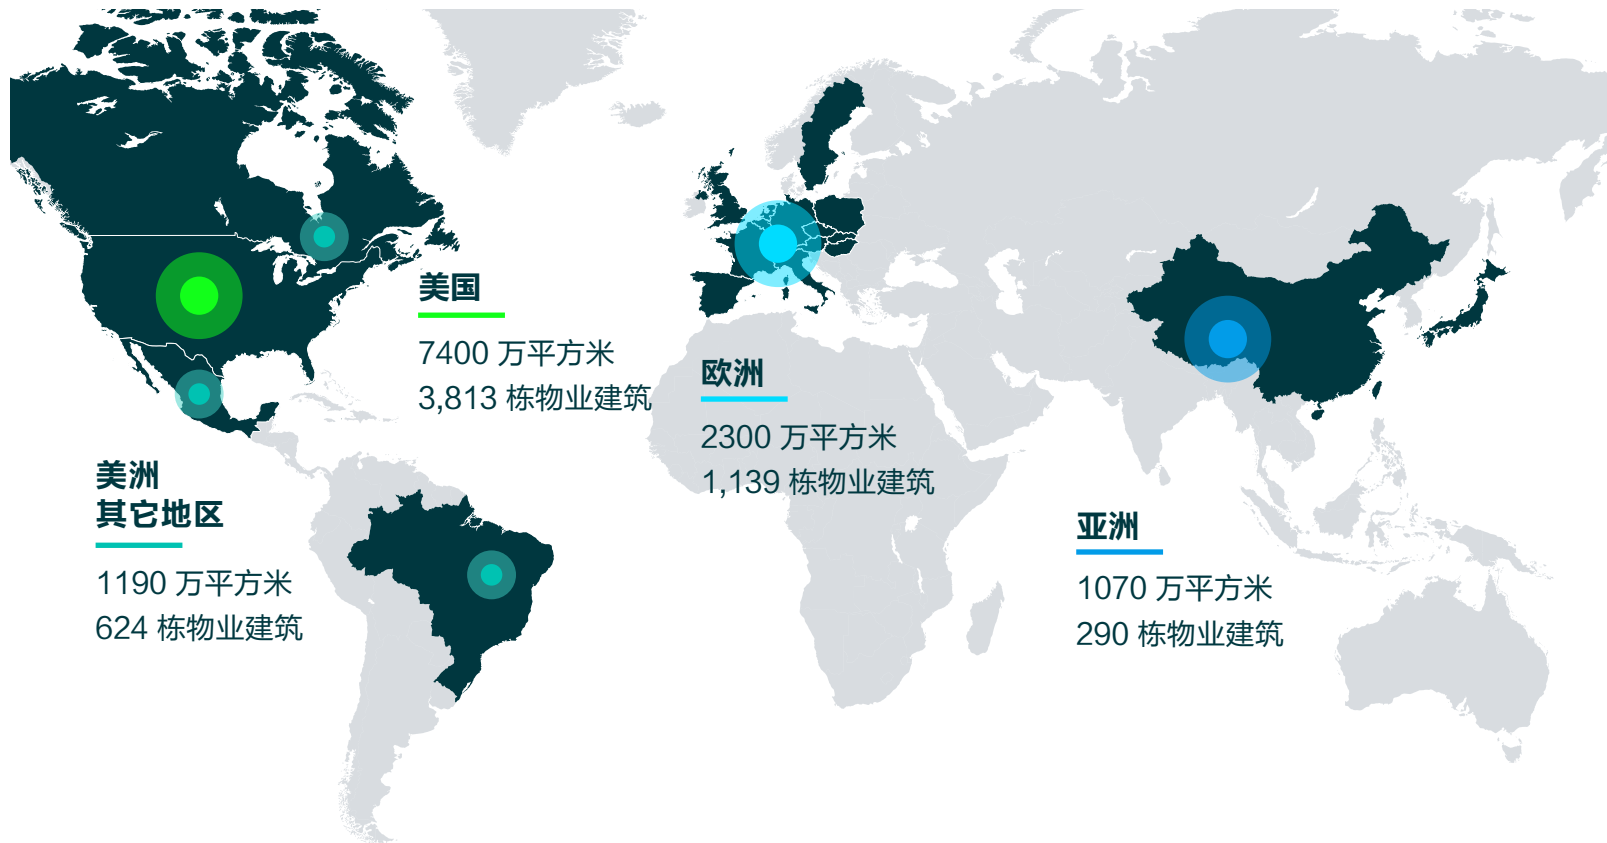 美国
7400 万平方米
3,813 栋物业建筑
欧洲
2300 万平方米
1,139 栋物业建筑
美洲
其它地区
1190 万平方米
624 栋物业建筑
亚洲
1070 万平方米
290 栋物业建筑